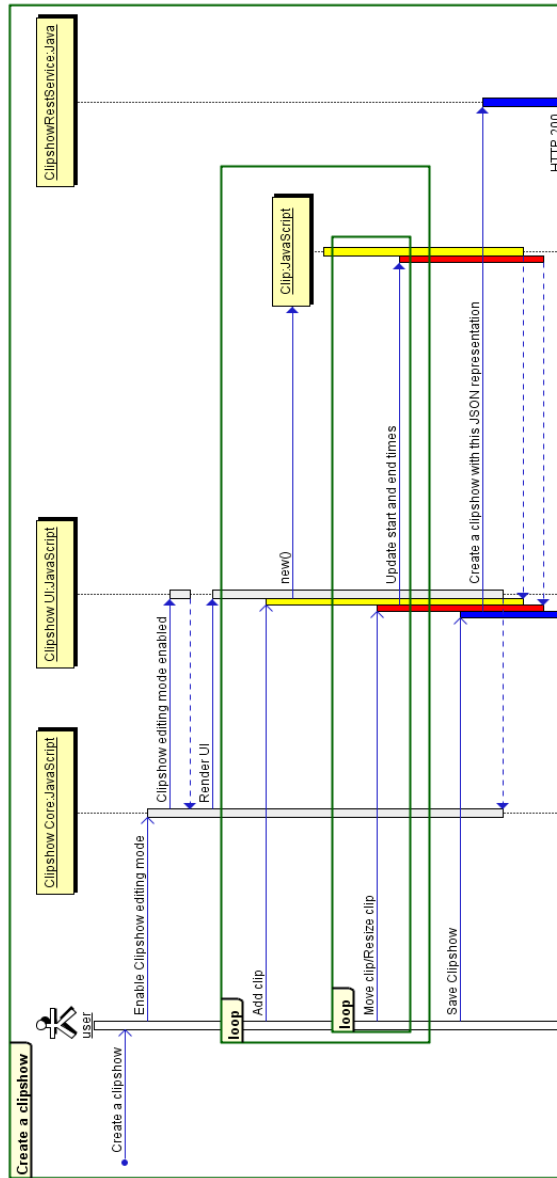 Create a clipshow
user
Clipshow Core:JavaScript
Clipshow UI:JavaScript
ClipshowRestService:Java
Create a clipshow
Enable Clipshow editing mode
Clipshow editing mode enabled
Render UI
loop
Add clip
new()
Clip:JavaScript
loop
Move clip/Resize clip
Update start and end times
Save Clipshow
Create a clipshow with this JSON representation
HTTP 200